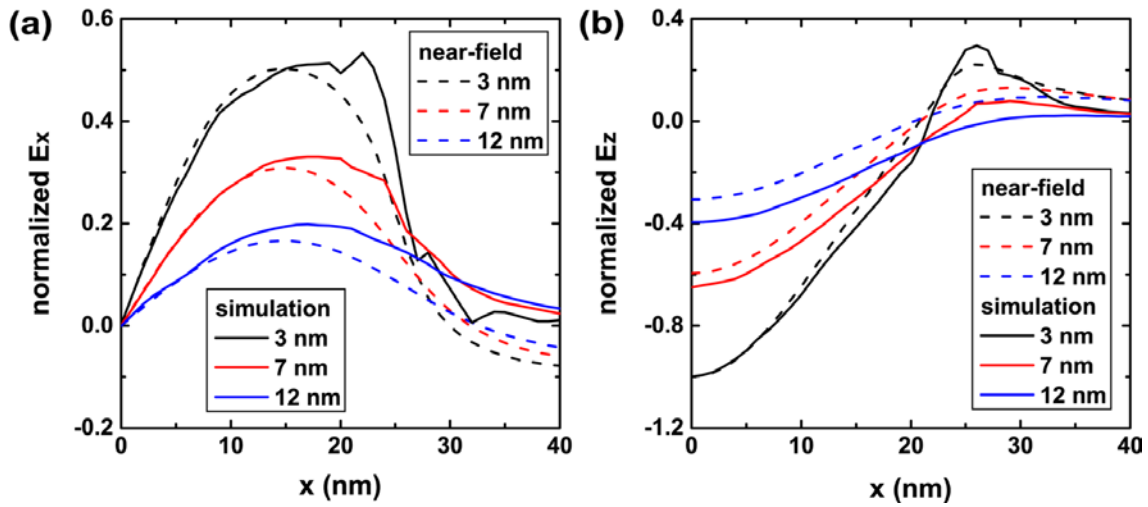 (a)
normalized Ex
0.6
0.4
0.2
0.0
-0.2
near-field
3 nm
7 nm
12 nm
simulation
3 nm
7 nm
12 nm
0
10
20
30
40
x (nm)
(b)
normalized Ez
0.4
0.0
-0.4
-0.8
-1.2
near-field
3 nm
7 nm
12 nm
simulation
3 nm
7 nm
12 nm
0
10
20
30
40
x (nm)